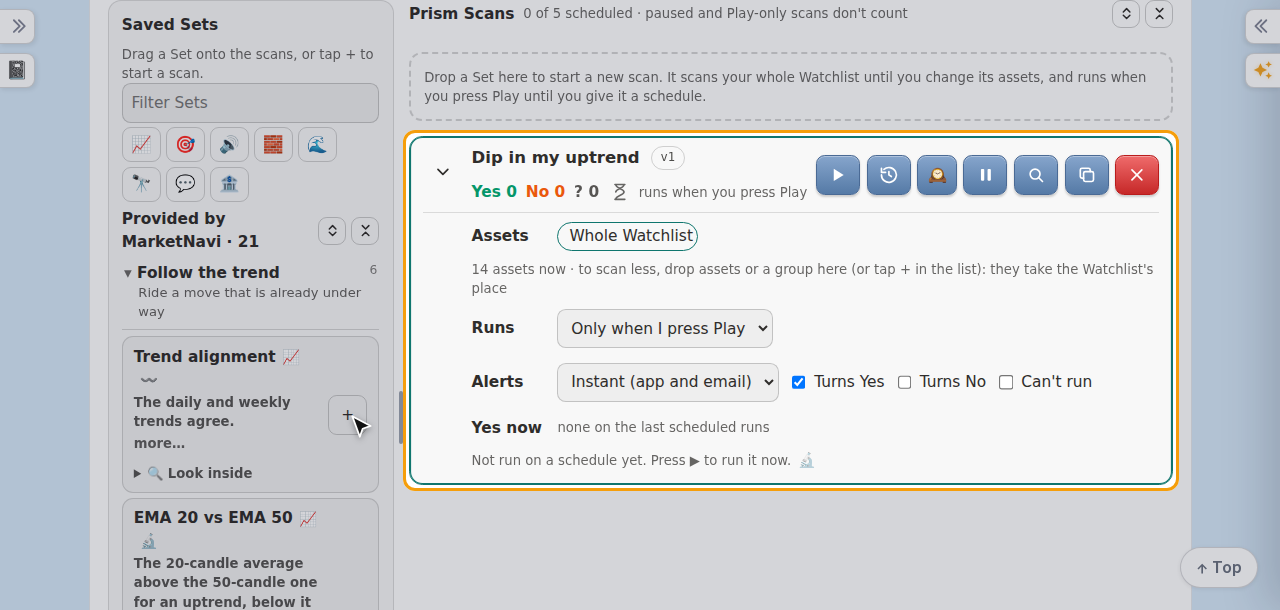 Saved Sets
Drag a Set onto the scans, or tap + to
start a scan.
Filter Sets
Provided by
MarketNavi · 21
▼ Follow the trend 6
Ride a move that is already under
way
Trend alignment
The daily and weekly
trends agree.
more...
+
▶ Look inside
EMA 20 vs EMA 50
The 20-candle average
above the 50-candle one
for an uptrend, below it
Prism Scans 0 of 5 scheduled · paused and Play-only scans don't count
Drop a Set here to start a new scan. It scans your whole Watchlist until you change its assets, and runs when
you press Play until you give it a schedule.
Dip in my uptrend v1
Yes 0 No 0 ? 0 runs when you press Play
Assets Whole Watchlist
14 assets now · to scan less, drop assets or a group here (or tap + in the list): they take the Watchlist's
place
Runs Only when I press Play
Alerts Instant (app and email) Turns Yes Turns No Can't run
Yes now none on the last scheduled runs
Not run on a schedule yet. Press ▶ to run it now.
↑ Top